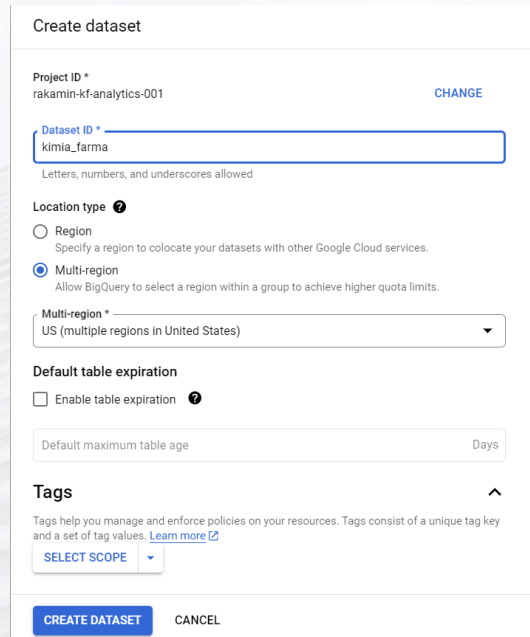 Create dataset
Project ID *
rakamin-kf-analytics-001
CHANGE
Dataset ID *
kimia_farma
Letters, numbers, and underscores allowed
Location type
Region
Specify a region to colocate your datasets with other Google Cloud services.
Multi-region
Allow BigQuery to select a region within a group to achieve higher quota limits.
Multi-region *
US (multiple regions in United States)
Default table expiration
Enable table expiration
Default maximum table age
Days
Tags
Tags help you manage and enforce policies on your resources. Tags consist of a unique tag key
and a set of tag values. Learn more
SELECT SCOPE
CREATE DATASET
CANCEL